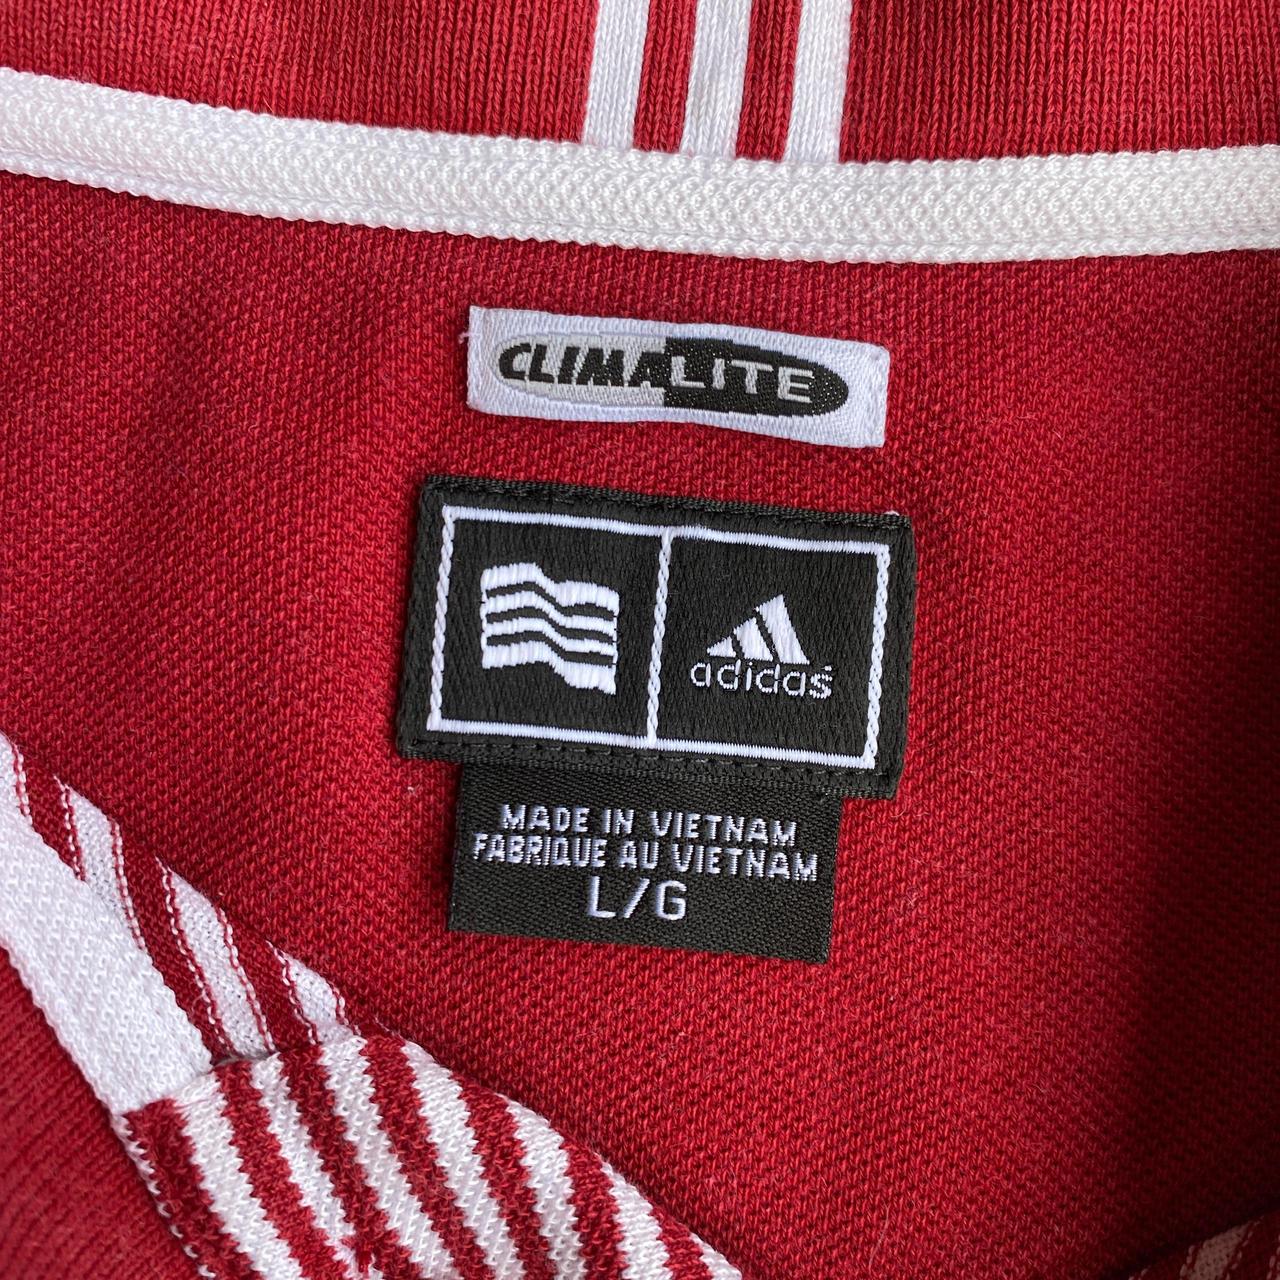 CLIMALITE
adidas
MADE IN VIETNAM
FABRIQUE AU VIETNAM
L/G